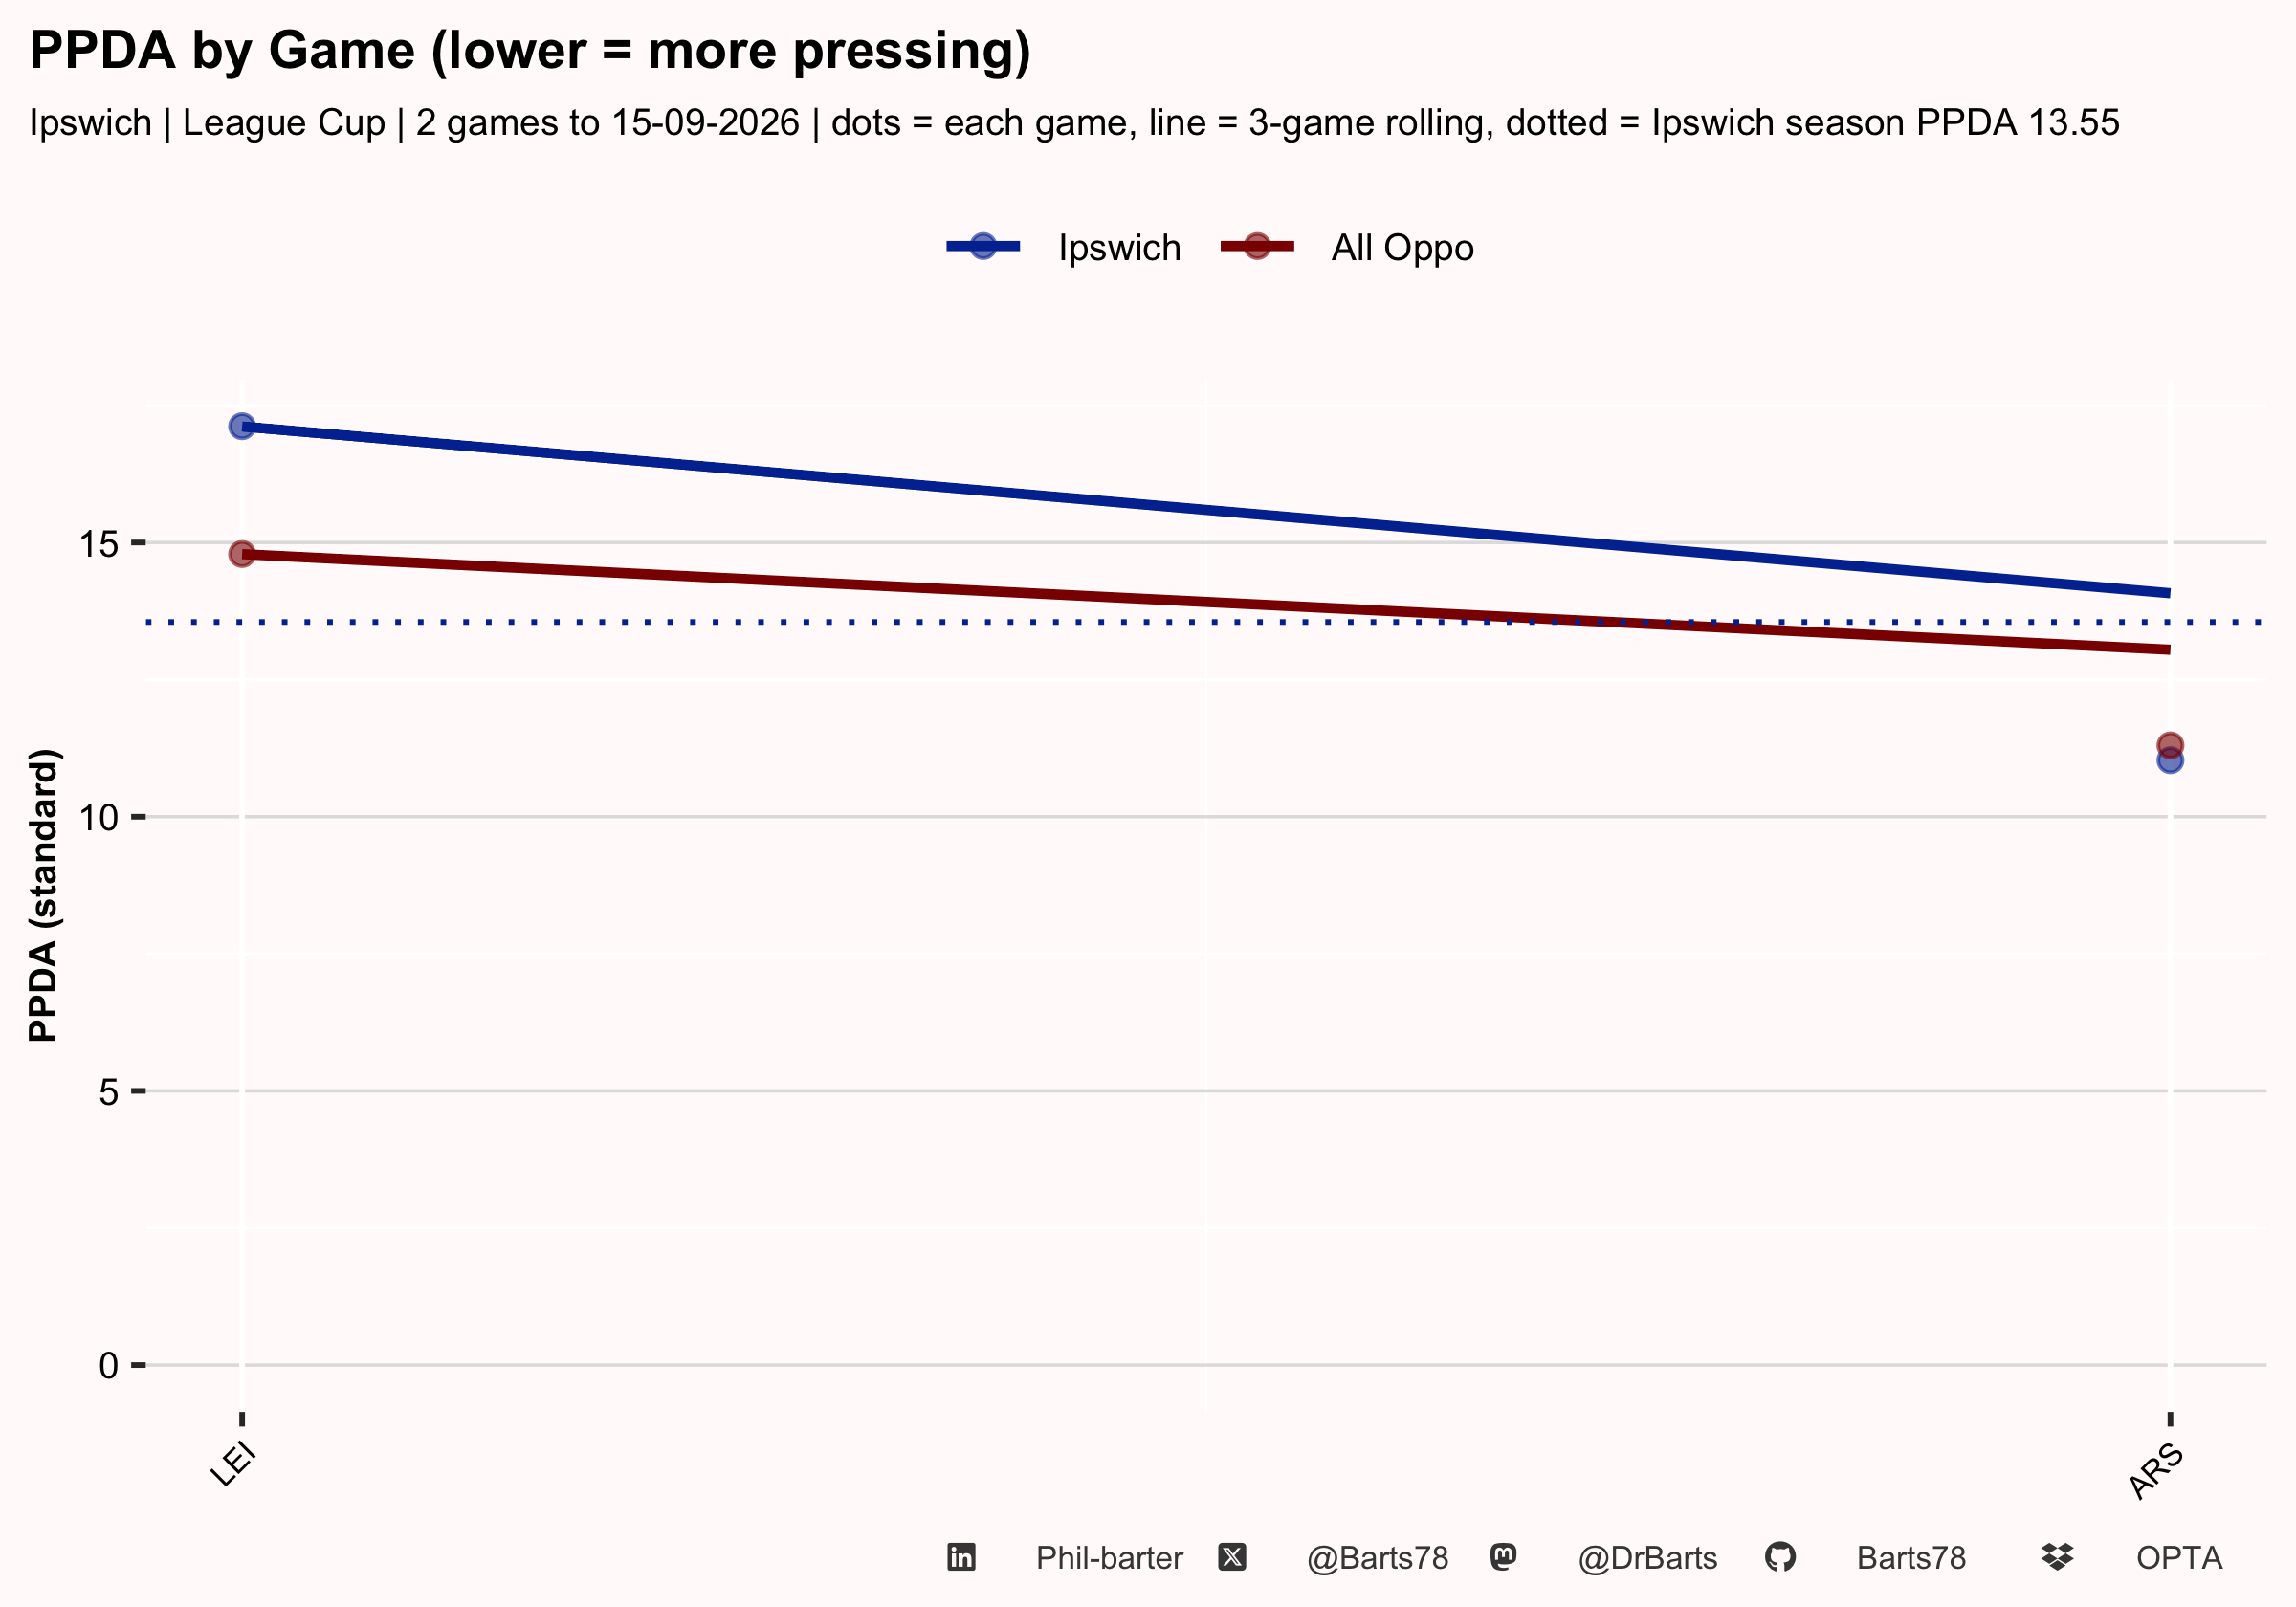 PPDA by Game (lower = more pressing)
Ipswich | League Cup | 2 games to 15-09-2026 | dots = each game, line = 3-game rolling, dotted = Ipswich season PPDA 13.55
Ipswich All Oppo
PPDA (standard)
15
10
5
0
LEI ARS
Phil-barter @Barts78 @DrBarts Barts78 OPTA